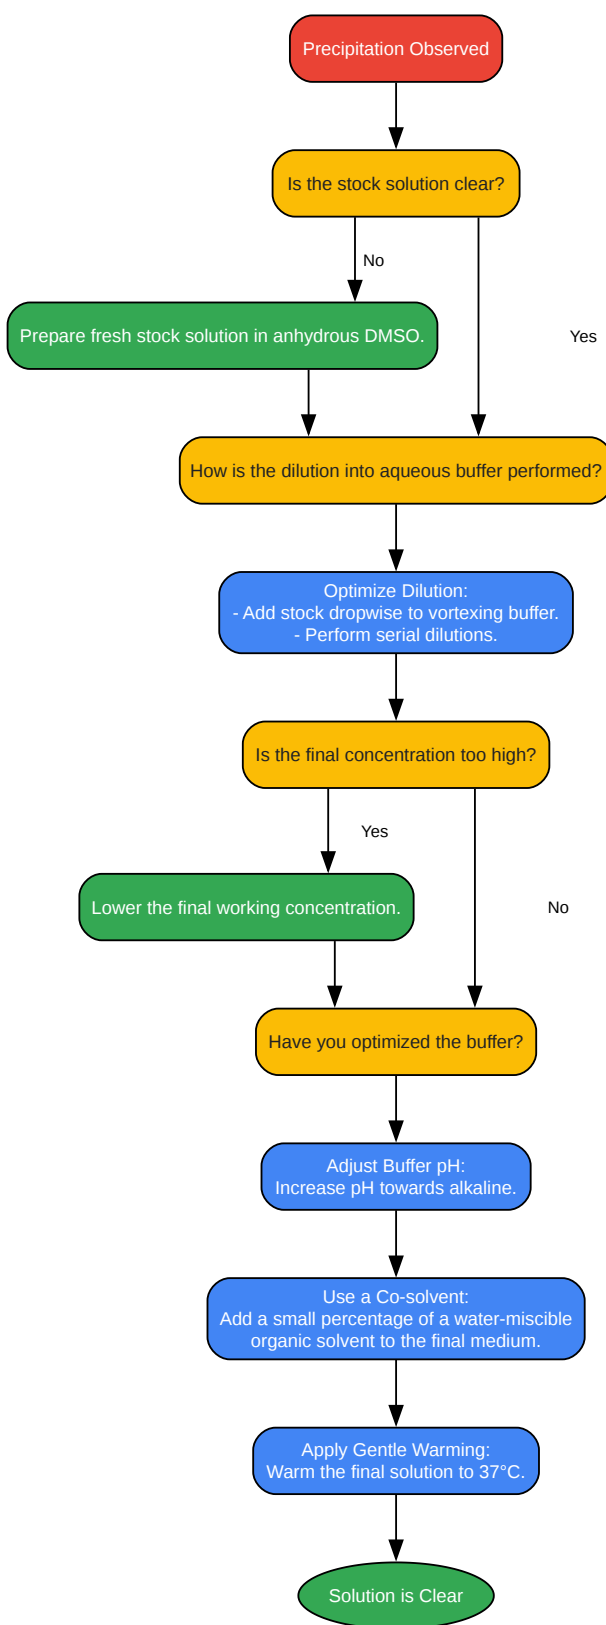 Precipitation Observed
Is the stock solution clear?
No
Prepare fresh stock solution in anhydrous DMSO.
Yes
How is the dilution into aqueous buffer performed?
Optimize Dilution:
- Add stock dropwise to vortexing buffer.
- Perform serial dilutions.
Is the final concentration too high?
Yes
Lower the final working concentration.
No
Have you optimized the buffer?
Adjust Buffer pH:
Increase pH towards alkaline.
Use a Co-solvent:
Add a small percentage of a water-miscible
organic solvent to the final medium.
Apply Gentle Warming:
Warm the final solution to 37°C.
Solution is Clear